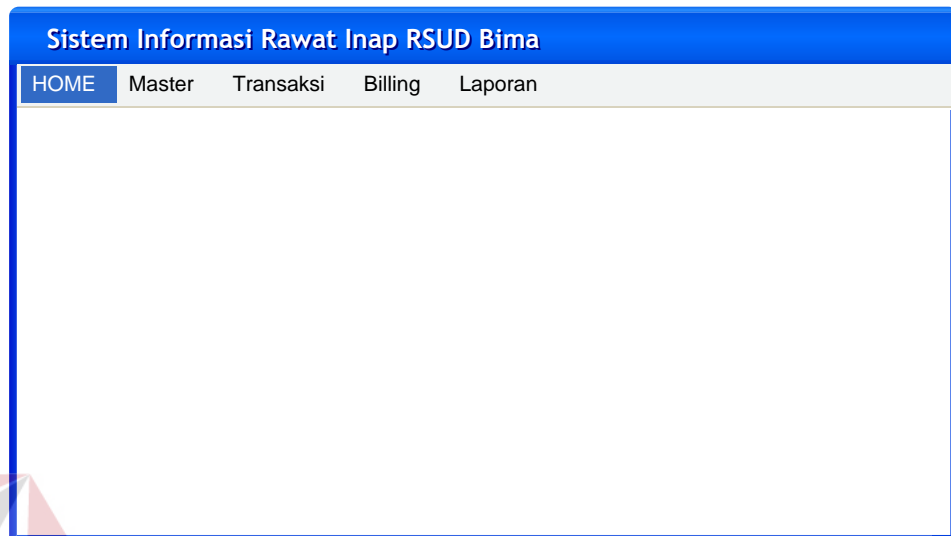 Sistem Informasi Rawat Inap RSUD Bima
HOME Master Transaksi Billing Laporan